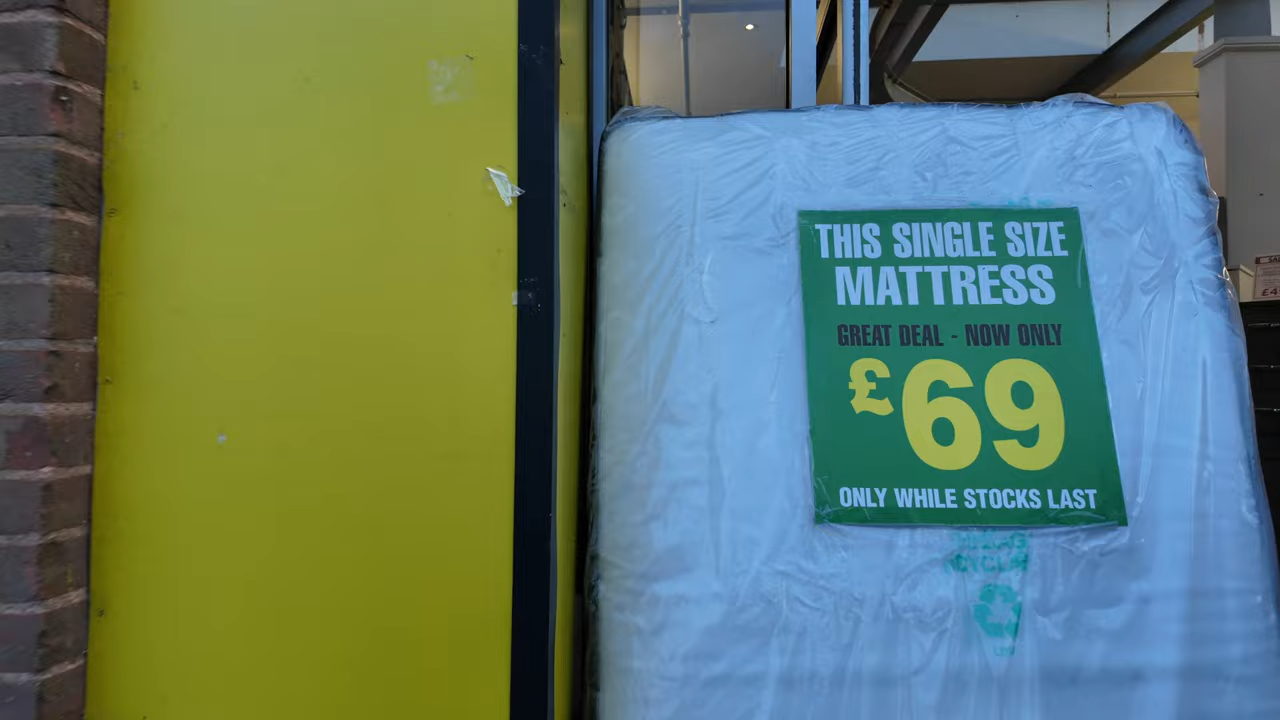 THIS SINGLE SIZE
MATTRESS
GREAT DEAL - NOW ONLY
£69
ONLY WHILE STOCKS LAST